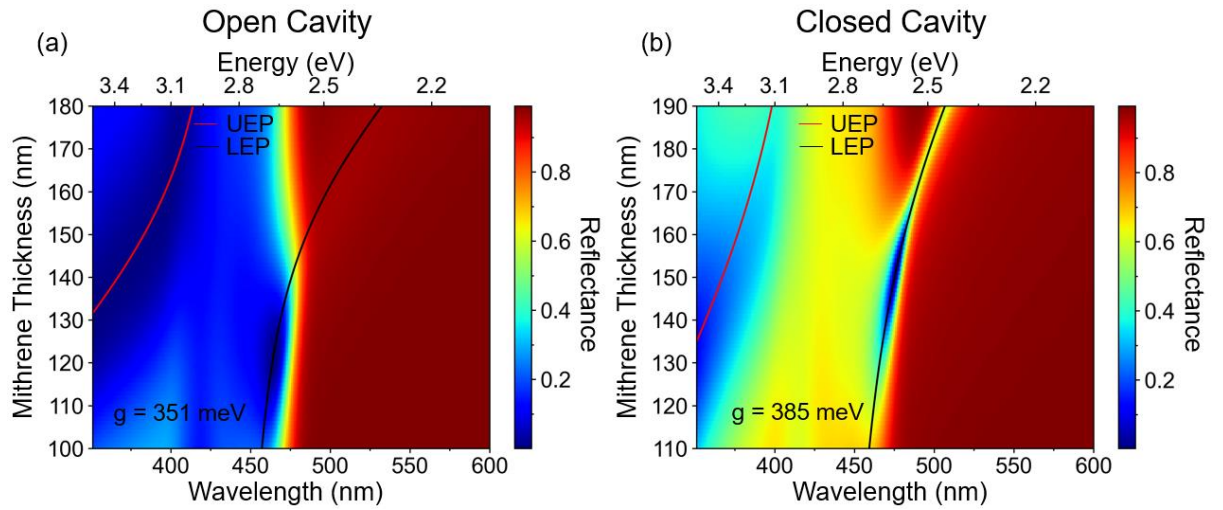 Open Cavity
(a)
Energy (eV)
3.4 3.1 2.8 2.5 2.2
180
170
160
150
140
130
120
110
100
Mithrene Thickness (nm)
UEP
LEP
g = 351 meV
400 450 500 550 600
Wavelength (nm)
0.8
0.6
0.4
0.2
Reflectance
Closed Cavity
(b)
Energy (eV)
3.4 3.1 2.8 2.5 2.2
190
180
170
160
150
140
130
120
110
Mithrene Thickness (nm)
UEP
LEP
g = 385 meV
400 450 500 550 600
Wavelength (nm)
0.8
0.6
0.4
0.2
Reflectance